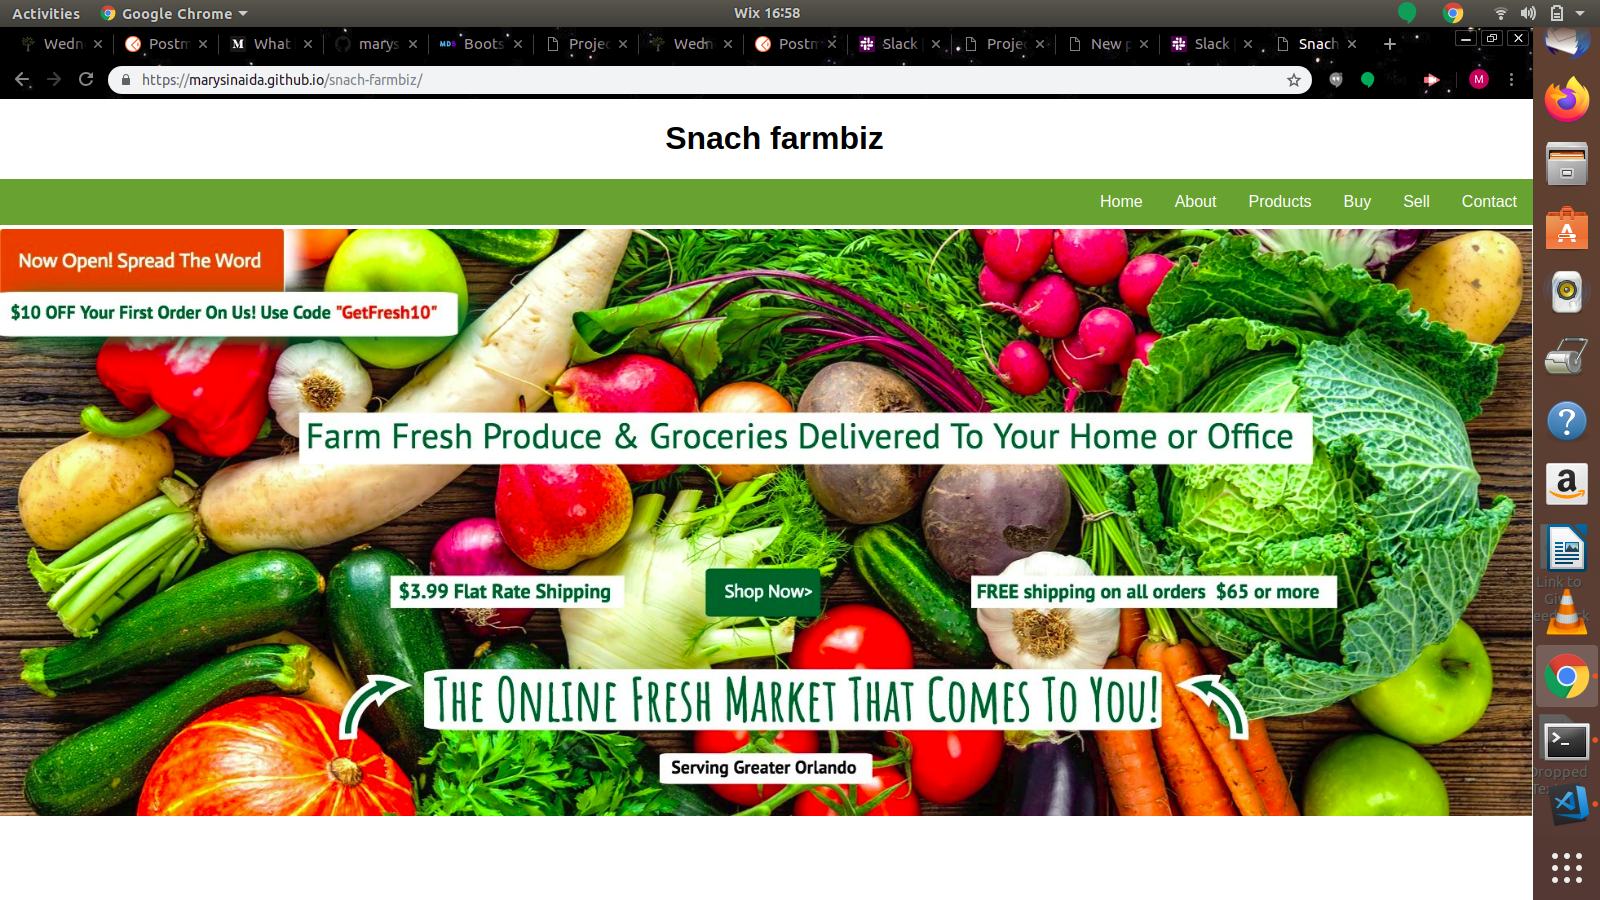 Activities Google Chrome Wix 16:58
Wedn Postm What marys MDB Boots Projec Wedn Postm Slack Projec New p Slack Snach
https://marysinaida.github.io/snach-farmbiz/ M
Snach farmbiz
Home About Products Buy Sell Contact
Now Open! Spread The Word
$10 OFF Your First Order On Us! Use Code "GetFresh10"
Farm Fresh Produce & Groceries Delivered To Your Home or Office
$3.99 Flat Rate Shipping Shop Now> FREE shipping on all orders $65 or more
The Online Fresh Market That Comes To You!
Serving Greater Orlando
Link to
Dropped